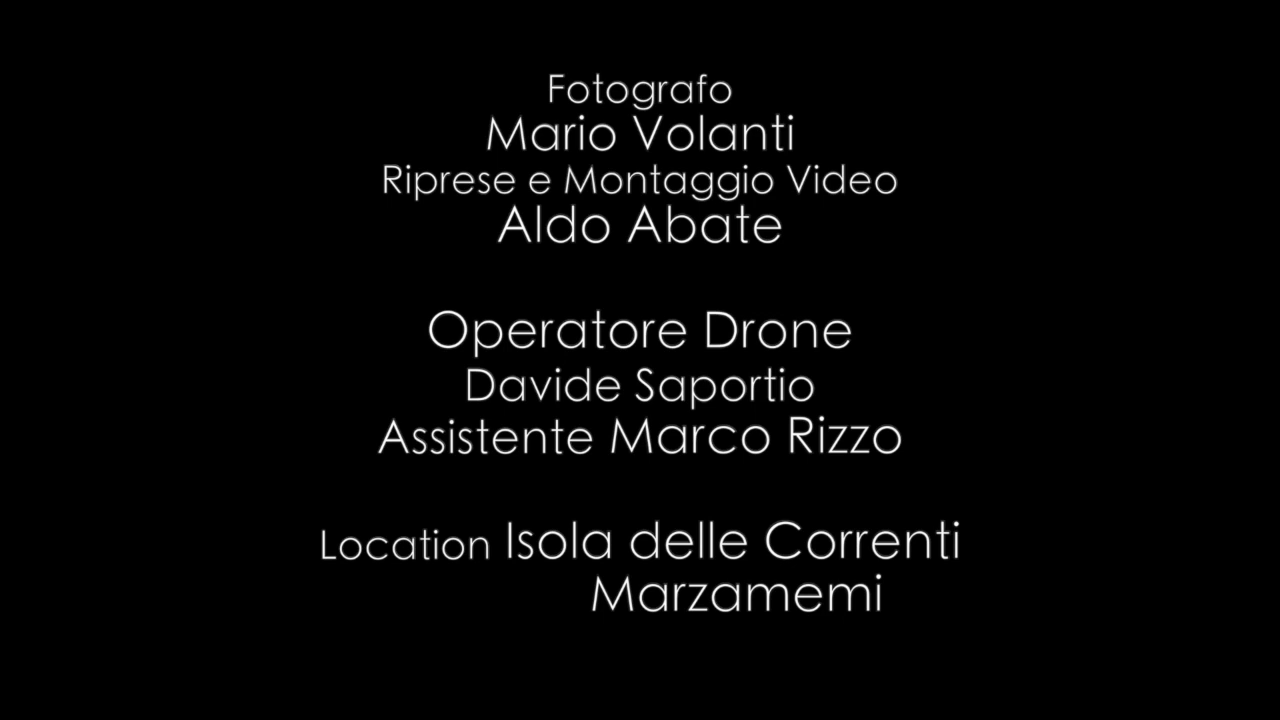 Fotografo
Mario Volanti
Riprese e Montaggio Video
Aldo Abate
Operatore Drone
Davide Saportio
Assistente Marco Rizzo
Location Isola delle Correnti
Marzamemi